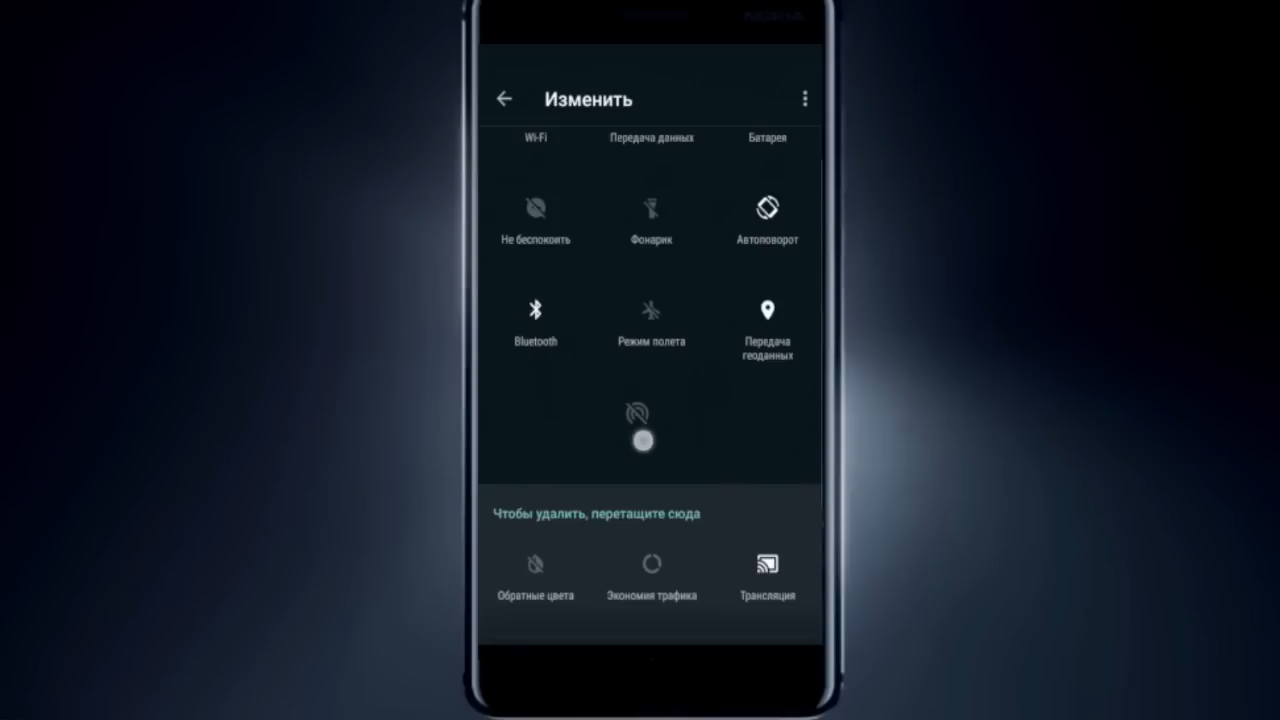 NOKIA
Изменить
Wi-Fi
Передача данных
Батарея
Не беспокоить
Фонарик
Автоповорот
Bluetooth
Режим полета
Передача
геоданных
Чтобы удалить, перетащите сюда
Обратные цвета
Экономия трафика
Трансляция